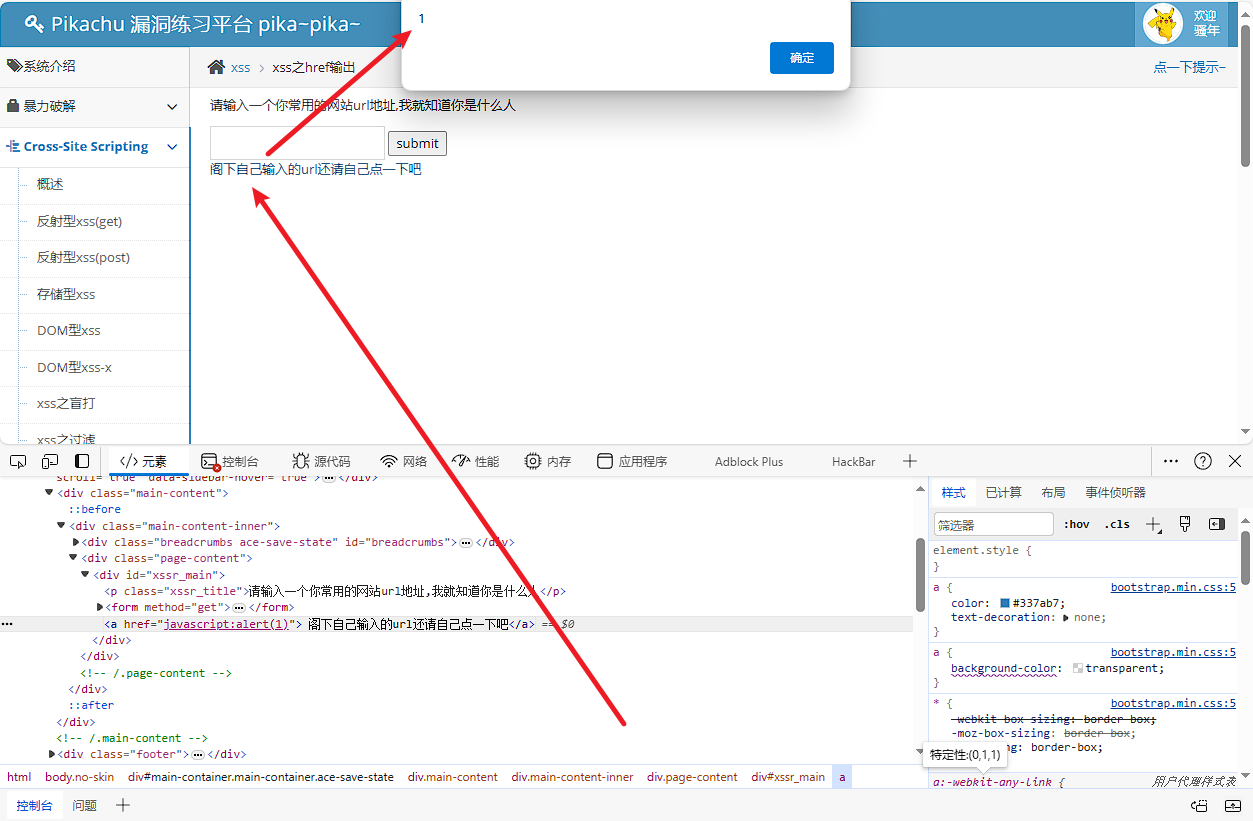 Pikachu 漏洞练习平台 pika~pika~
1
确定
欢迎
骚年
系统介绍
xss
xss之href输出
点一下提示~
暴力破解
请输入一个你常用的网站url地址,我就知道你是什么人
submit
Cross-Site Scripting
阁下自己输入的url还请自己点一下吧
概述
反射型xss(get)
反射型xss(post)
存储型xss
DOM型xss
DOM型xss-x
xss之盲打
xss之过滤
</> 元素
控制台
源代码
网络
性能
内存
应用程序
Adblock Plus
HackBar
scroll="true" data-sidebar-hover="true">…</div>
<div class="main-content">
::before
<div class="main-content-inner">
<div class="breadcrumbs ace-save-state" id="breadcrumbs">…</div>
<div class="page-content">
<div id="xssr_main">
<p class="xssr_title">请输入一个你常用的网站url地址,我就知道你是什么人</p>
<form method="get">…</form>
<a href="javascript:alert(1)"> 阁下自己输入的url还请自己点一下吧</a> == $0
</div>
</div>
<!-- /.page-content -->
</div>
::after
</div>
<!-- /.main-content -->
<div class="footer">…</div>
样式
已计算
布局
事件侦听器
筛选器
:hov
.cls
element.style {
}
a {
bootstrap.min.css:5
color: #337ab7;
text-decoration: none;
}
a {
bootstrap.min.css:5
background-color: transparent;
}
* {
bootstrap.min.css:5
-webkit-box-sizing: border-box;
-moz-box-sizing: border-box;
ng: border-box;
特定性:(0,1,1)
a:-webkit-any-link {
用户代理样式表
html
body.no-skin
div#main-container.main-container.ace-save-state
div.main-content
div.main-content-inner
div.page-content
div#xssr_main
a
控制台
问题